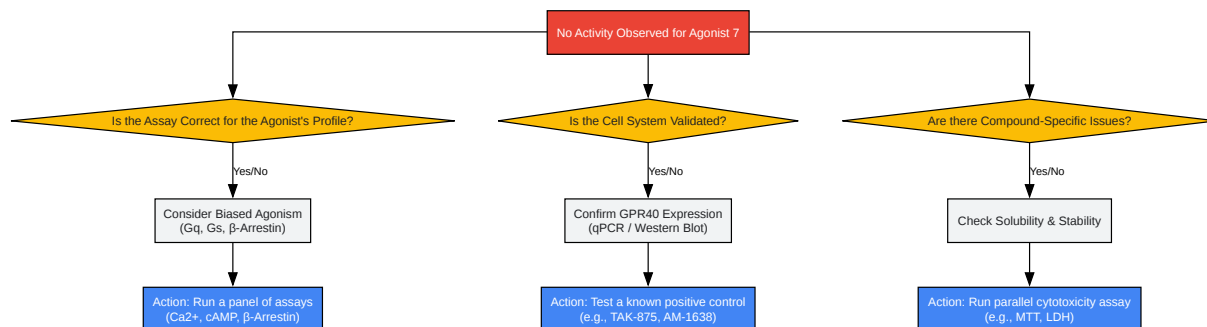 No Activity Observed for Agonist 7
Is the Assay Correct for the Agonist's Profile?
Is the Cell System Validated?
Are there Compound-Specific Issues?
Yes/No
Yes/No
Yes/No
Consider Biased Agonism
(Gq, Gs, β-Arrestin)
Confirm GPR40 Expression
(qPCR / Western Blot)
Check Solubility & Stability
Action: Run a panel of assays
(Ca2+, cAMP, β-Arrestin)
Action: Test a known positive control
(e.g., TAK-875, AM-1638)
Action: Run parallel cytotoxicity assay
(e.g., MTT, LDH)